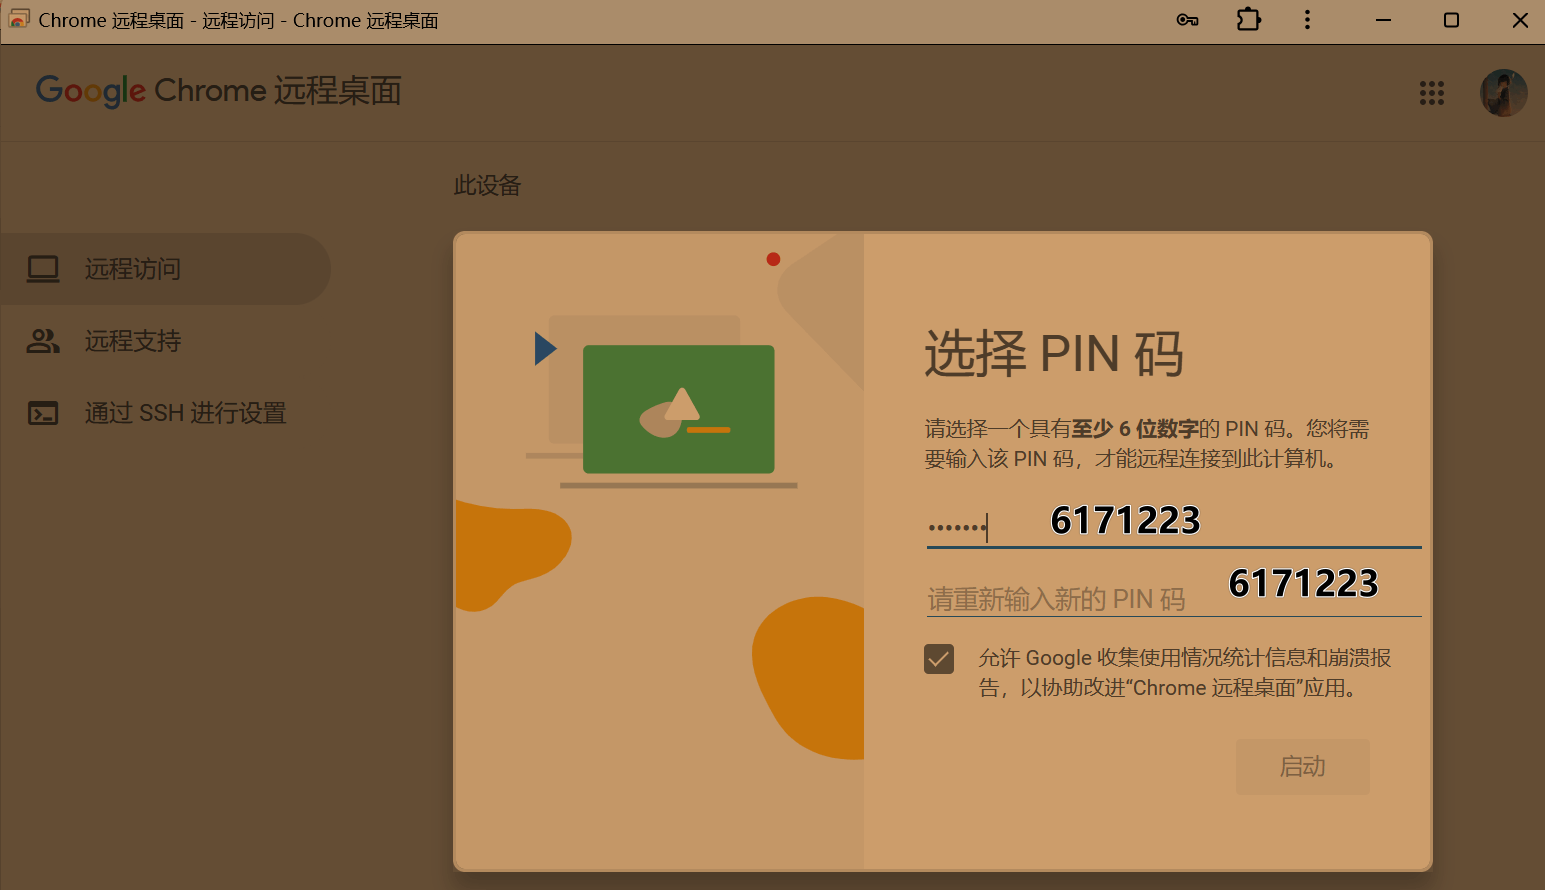 Chrome 远程桌面 - 远程访问 - Chrome 远程桌面
Google Chrome 远程桌面
此设备
远程访问
远程支持
通过 SSH 进行设置
选择 PIN 码
请选择一个具有至少 6 位数字的 PIN 码。您将需
要输入该 PIN 码，才能远程连接到此计算机。
•••••••
6171223
请重新输入新的 PIN 码
6171223
允许 Google 收集使用情况统计信息和崩溃报
告，以协助改进“Chrome 远程桌面”应用。
启动